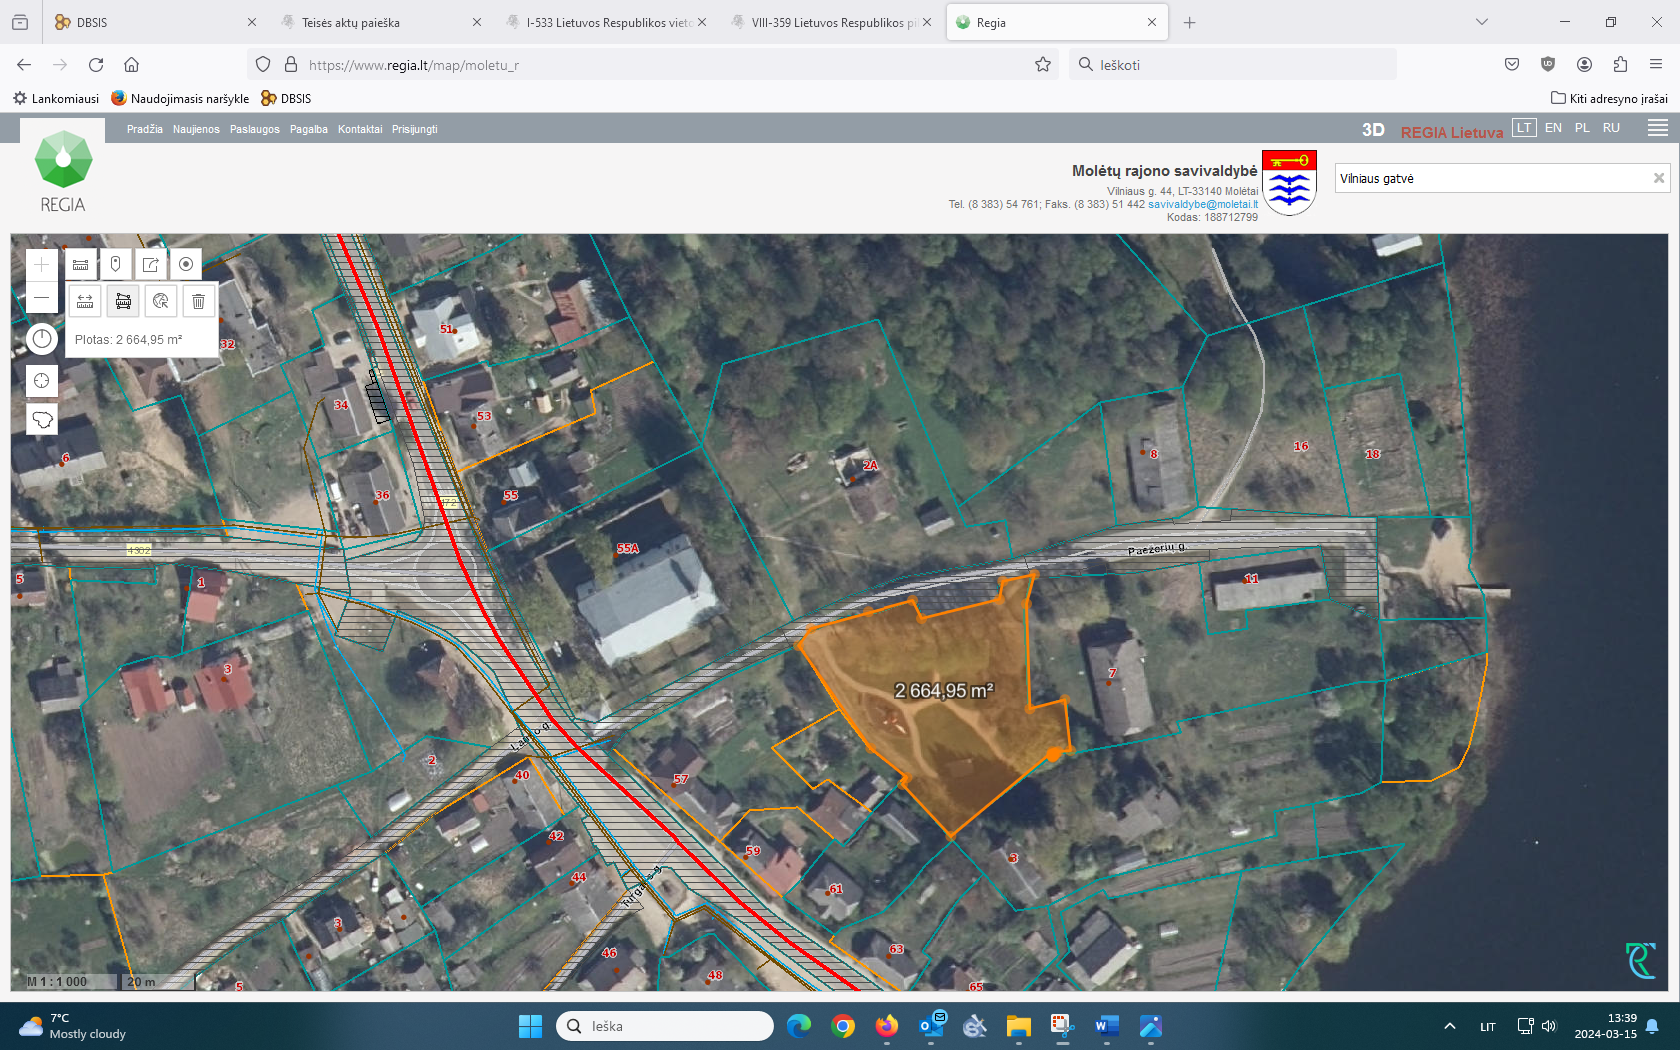 DBSIS
Teisės aktų paieška
I-533 Lietuvos Respublikos vieto
VIII-359 Lietuvos Respublikos pi
Regia
https://www.regia.lt/map/moletu_r
Ieškoti
Lankomiausi
Naudojimasis naršykle
DBSIS
Kiti adresyno įrašai
Pradžia Naujienos Paslaugos Pagalba Kontaktai Prisijungti
3D REGIA Lietuva LT EN PL RU
REGIA
Molėtų rajono savivaldybė
Vilniaus g. 44, LT-33140 Molėtai
Tel. (8 383) 54 761; Faks. (8 383) 51 442 savivaldybe@moletai.lt
Kodas: 188712799
Vilniaus gatvė
Plotas: 2 664,95 m²
32
51
34
53
6
36
55
172
2A
8
16
18
4302
55A
Paežerių g.
5
1
11
3
7
2 664,95 m²
2
40
57
42
59
3
44
61
3
46
63
48
5
65
M 1 : 1 000
20 m
7°C
Mostly cloudy
Ieška
LIT
13:39
2024-03-15